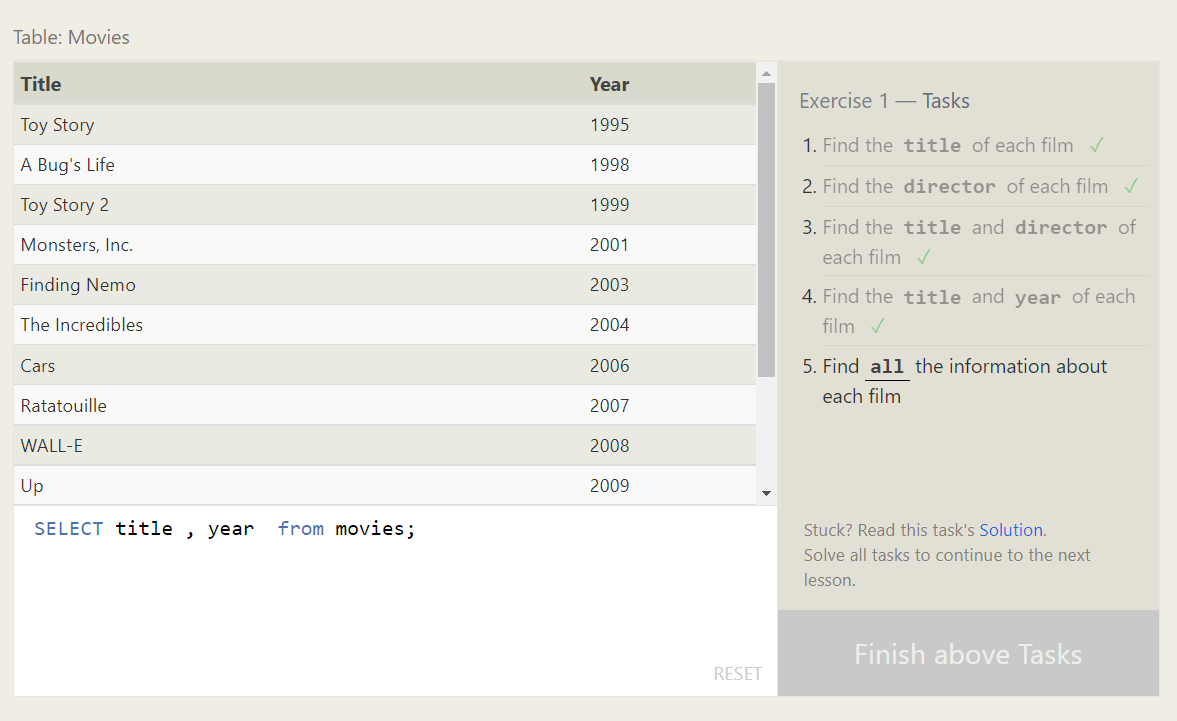 Table: Movies
Title Year
Toy Story 1995
A Bug's Life 1998
Toy Story 2 1999
Monsters, Inc. 2001
Finding Nemo 2003
The Incredibles 2004
Cars 2006
Ratatouille 2007
WALL-E 2008
Up 2009
SELECT title , year  from movies;
RESET
Exercise 1 — Tasks
1. Find the title of each film ✓
2. Find the director of each film ✓
3. Find the title and director of
each film ✓
4. Find the title and year of each
film ✓
5. Find all the information about
each film
Stuck? Read this task's Solution.
Solve all tasks to continue to the next
lesson.
Finish above Tasks